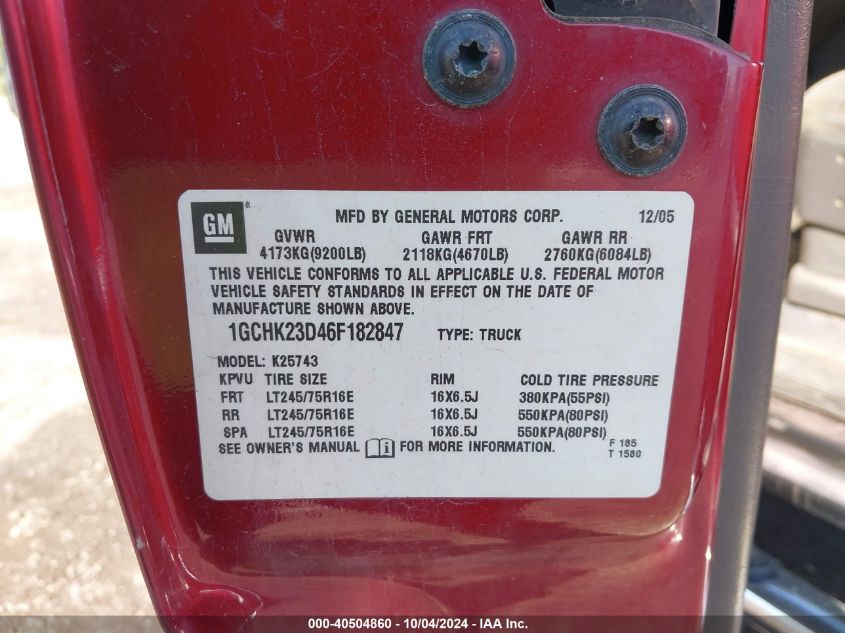 GM ® MFD BY GENERAL MOTORS CORP. 12/05
GVWR GAWR FRT GAWR RR
4173KG(9200LB) 2118KG(4670LB) 2760KG(6084LB)
THIS VEHICLE CONFORMS TO ALL APPLICABLE U.S. FEDERAL MOTOR
VEHICLE SAFETY STANDARDS IN EFFECT ON THE DATE OF
MANUFACTURE SHOWN ABOVE.
1GCHK23D46F182847 TYPE: TRUCK
MODEL: K25743
KPVU TIRE SIZE RIM COLD TIRE PRESSURE
FRT LT245/75R16E 16X6.5J 380KPA(55PSI)
RR LT245/75R16E 16X6.5J 550KPA(80PSI)
SPA LT245/75R16E 16X6.5J 550KPA(80PSI)
SEE OWNER'S MANUAL FOR MORE INFORMATION. F 185
T 1580
000-40504860 - 10/04/2024 - IAA Inc.